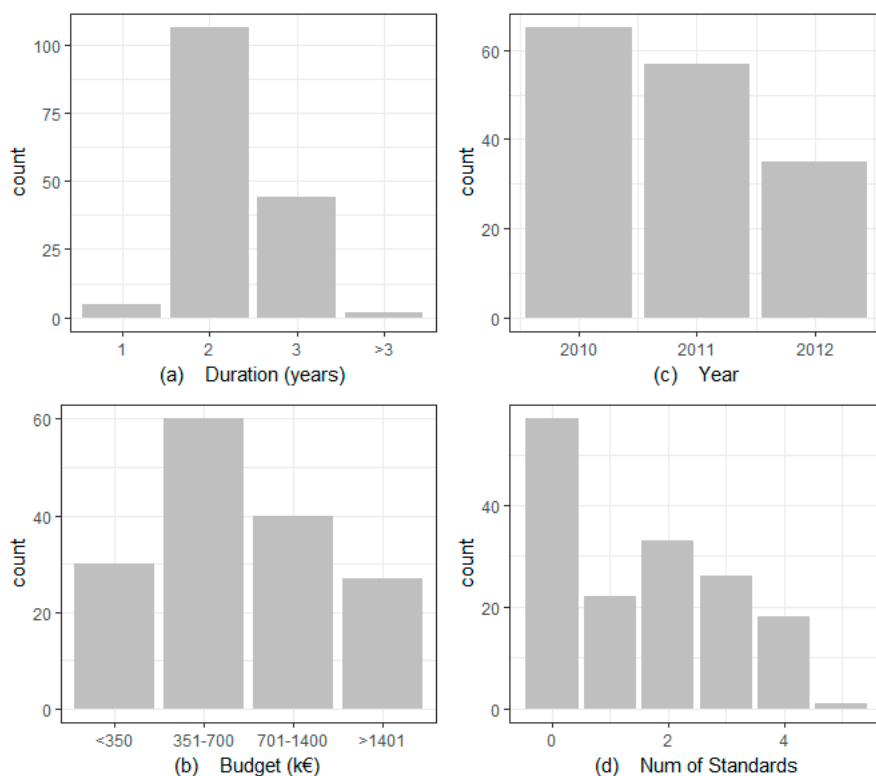 count
100
75
50
25
0
1 2 3 >3
(a) Duration (years)
count
60
40
20
0
2010 2011 2012
(c) Year
count
60
40
20
0
<350 351-700 701-1400 >1401
(b) Budget (k€)
count
40
20
0
0 2 4
(d) Num of Standards